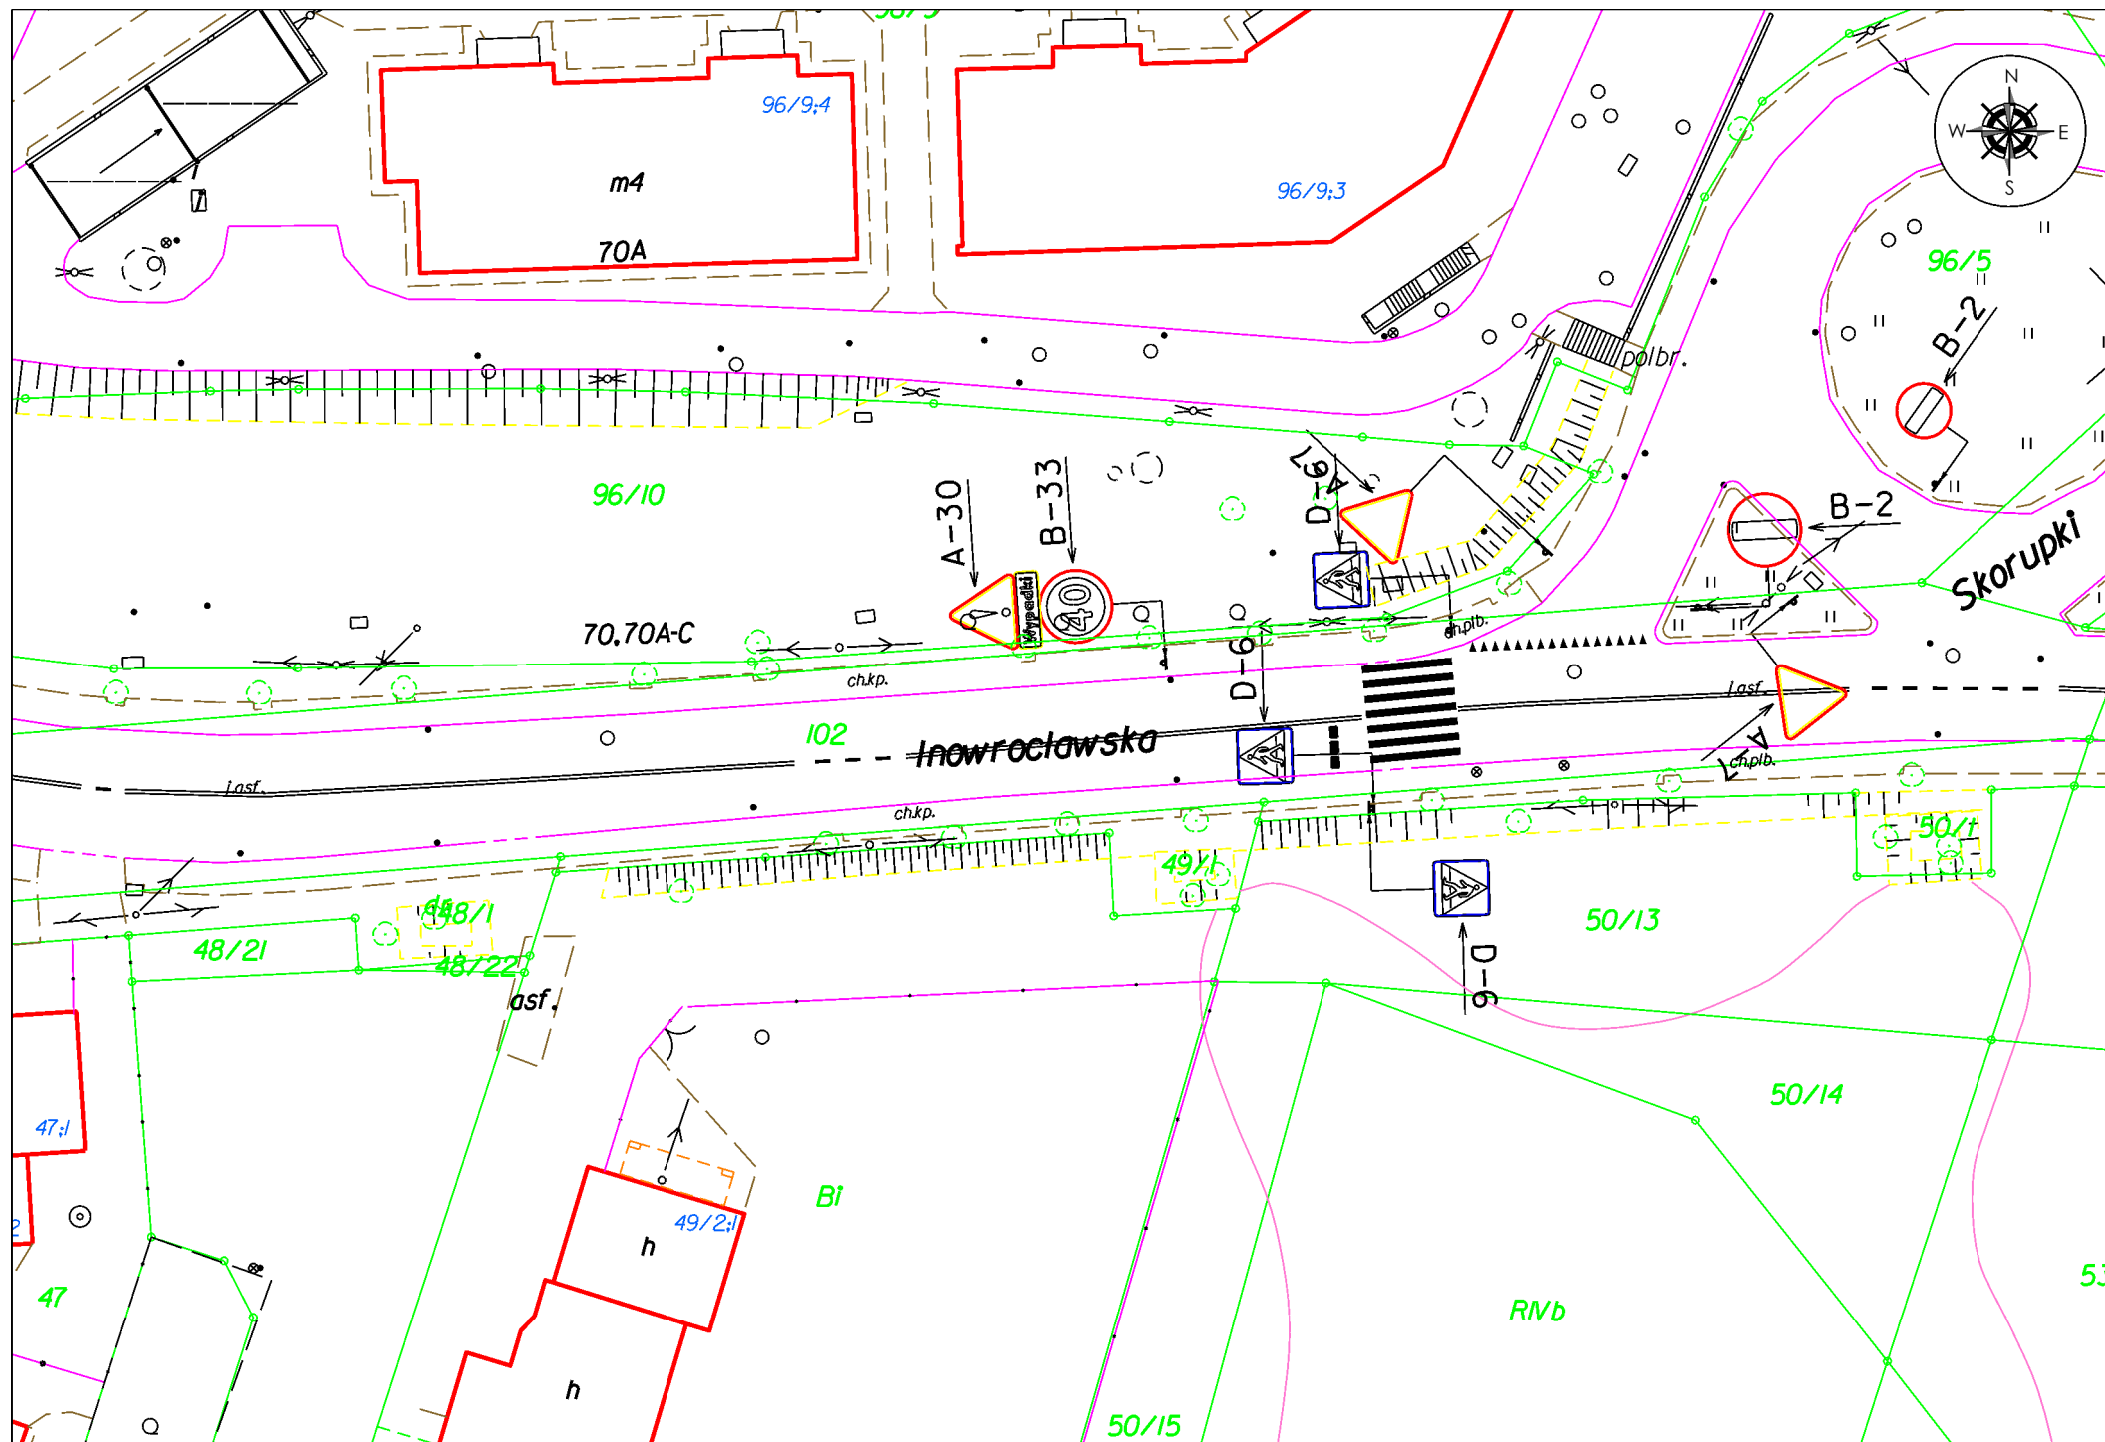 96/9;4
m4
70A
96/9;3
N
W
E
S
96/5
B-2
polbr.
96/10
A-30
B-33
D-6
A-7
B-2
Skorupki
Wypadki
40
70,70A-C
ch.kp.
D-6
ch.plb.
j.asf.
102
Inowrocławska
A-7
ch.plb.
j.asf.
ch.kp.
50/1
49/1
48/1
50/13
48/21
48/22
D-6
asf.
50/14
47;1
Bi
49/2;1
h
2
47
53
RIVb
h
50/15